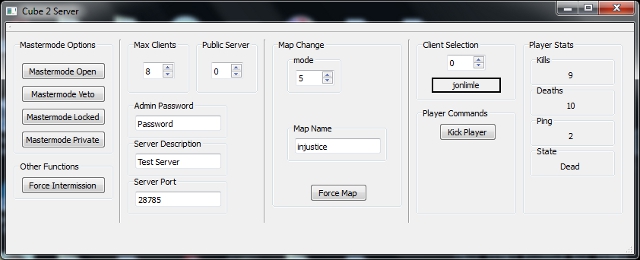 Cube 2 Server
Mastermode Options
Mastermode Open
Mastermode Veto
Mastermode Locked
Mastermode Private
Other Functions
Force Intermission
Max Clients
8
Public Server
0
Admin Password
Password
Server Description
Test Server
Server Port
28785
Map Change
mode
5
Map Name
injustice
Force Map
Client Selection
0
jonlimle
Player Commands
Kick Player
Player Stats
Kills
9
Deaths
10
Ping
2
State
Dead